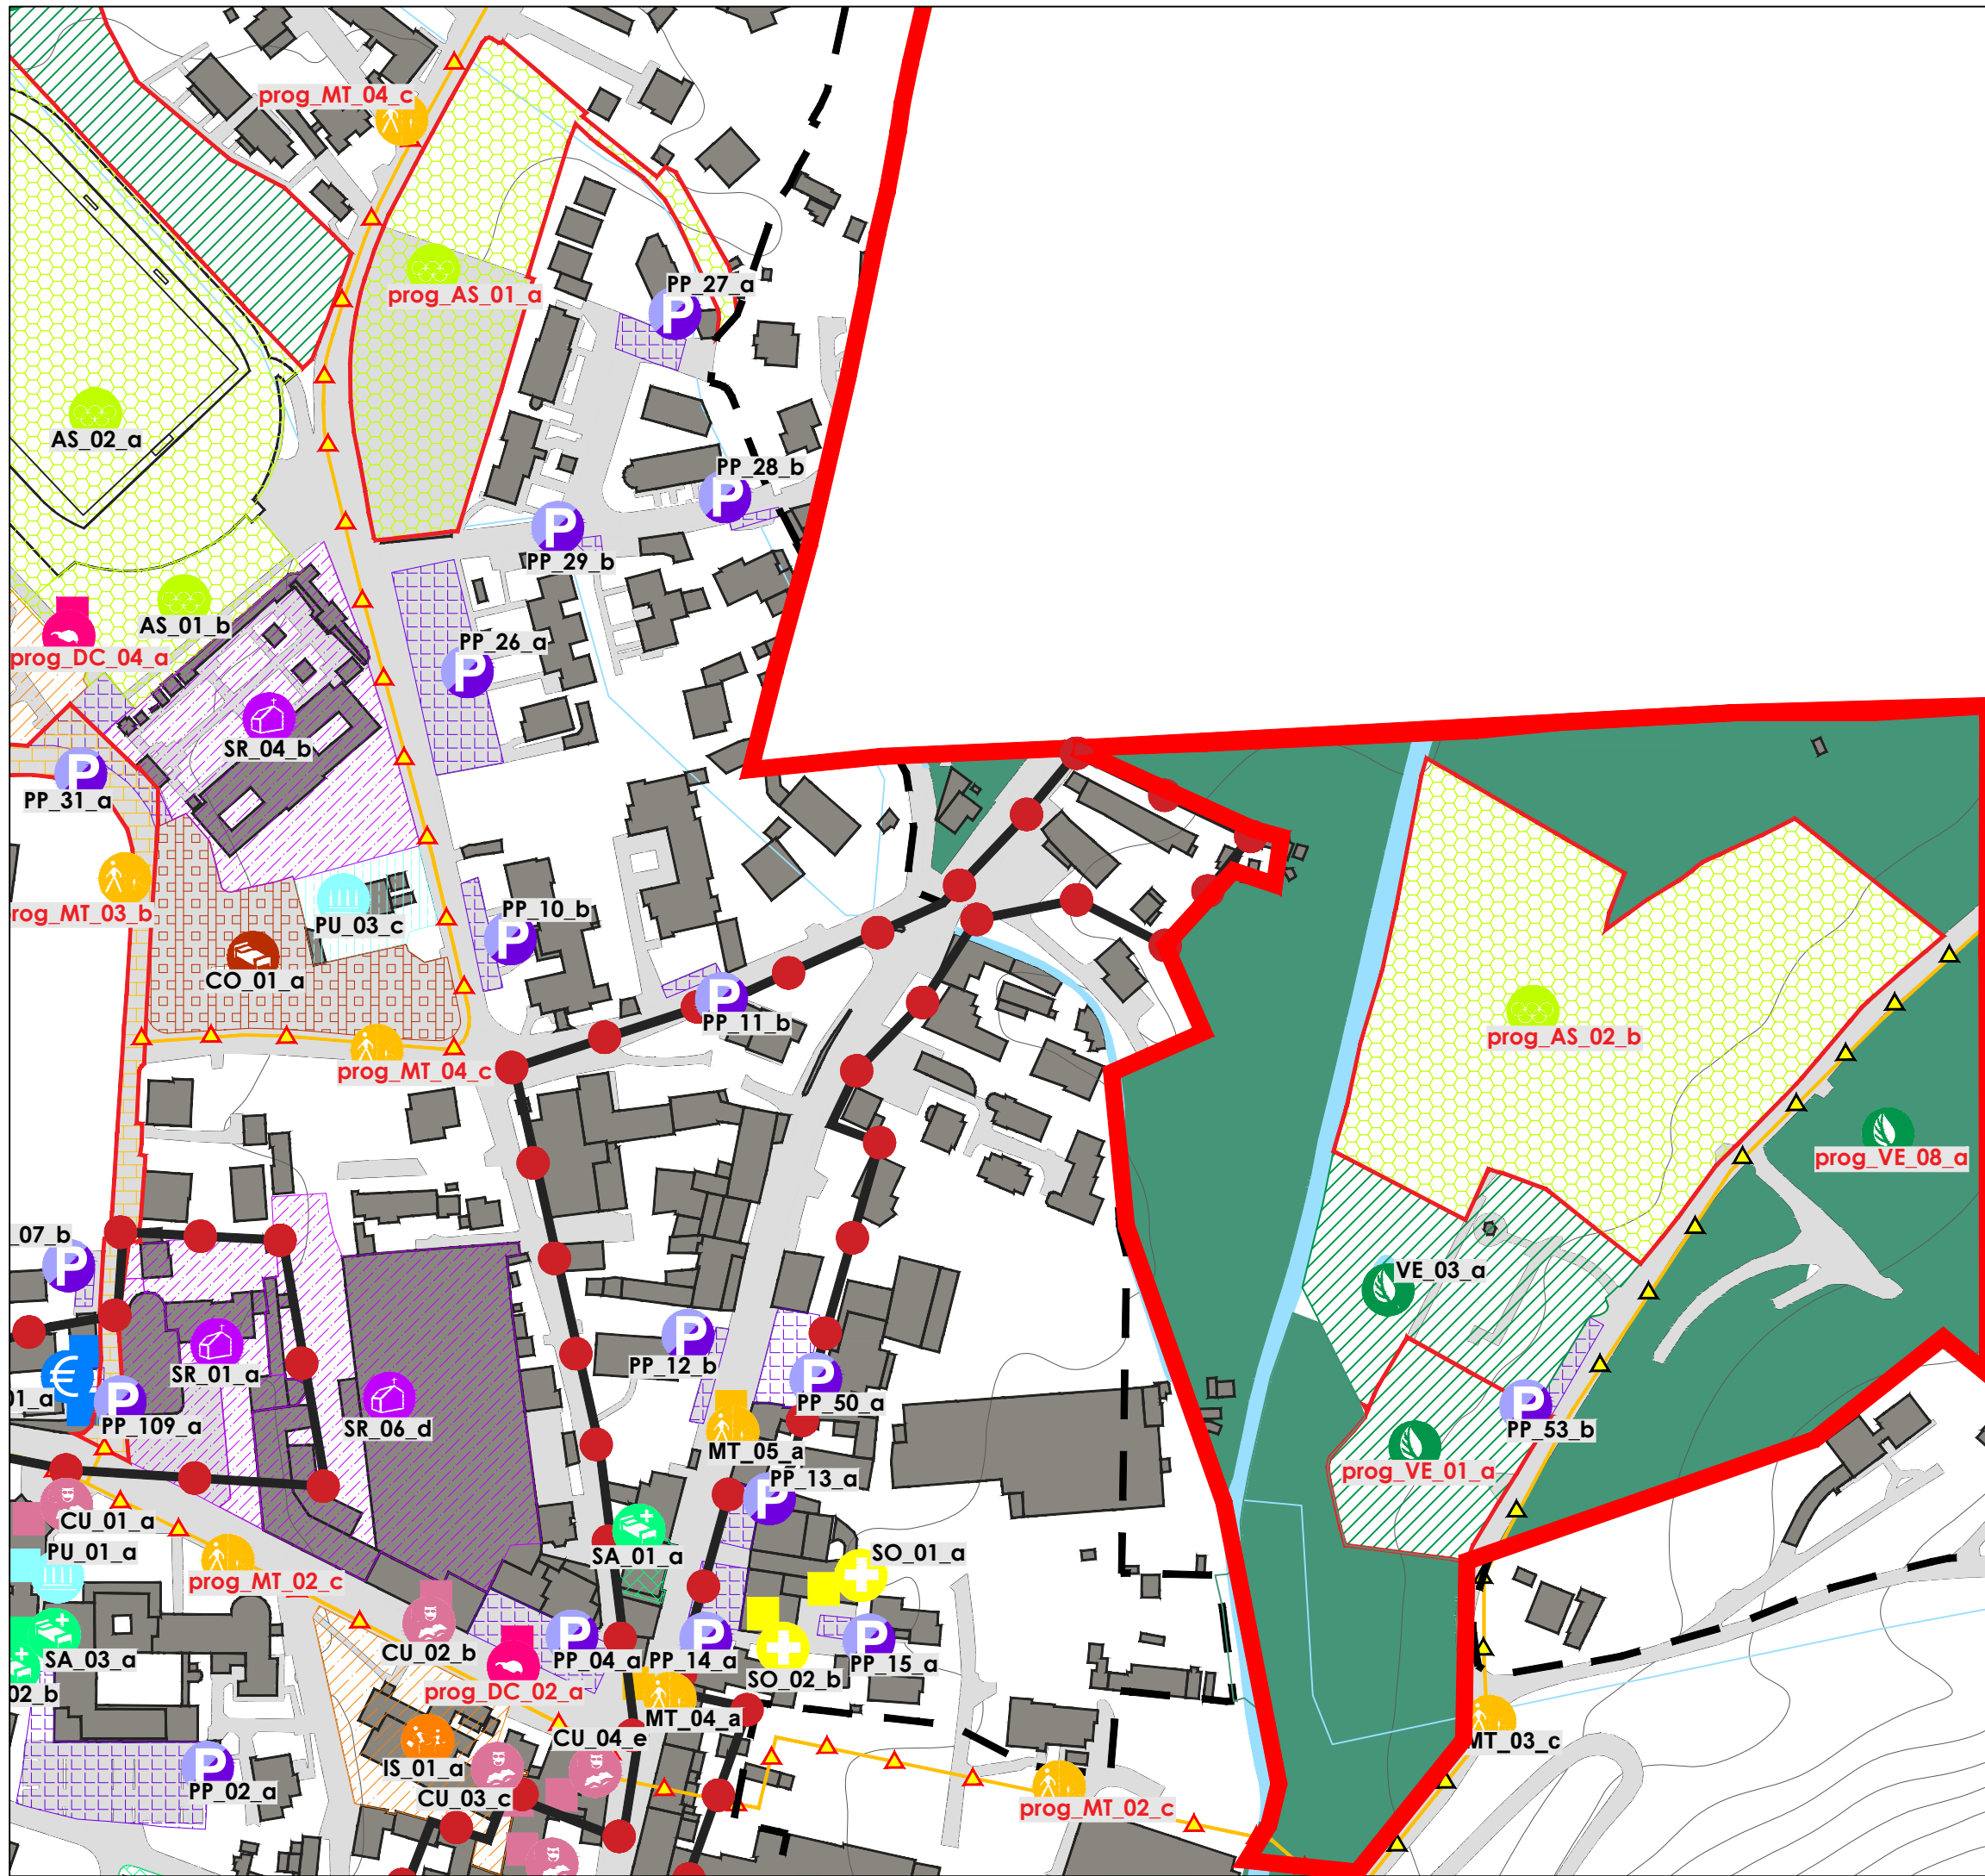 prog_MT_04_c
PP_27_a
prog_AS_01_a
AS_02_a
PP_28_b
P
P
P
PP_29_b
AS_01_b
PP_26_a
P
prog_DC_04_a
SR_04_b
P
PP_31_a
rog_MT_03_b
PU_03_c
PP_10_b
P
CO_01_a
P
PP_11_b
prog_MT_04_c
prog_AS_02_b
prog_VE_08_a
_07_b
P
VE_03_a
SR_01_a
€
PP_12_b
P
P
PP_50_a
01_a
P
PP_109_a
SR_06_d
MT_05_a
PP_13_a
P
P
PP_53_b
prog_VE_01_a
CU_01_a
PU_01_a
prog_MT_02_c
SA_01_a
SO_01_a
CU_02_b
SA_03_a
02_b
P
PP_04_a
P
PP_14_a
SO_02_b
P
PP_15_a
prog_DC_02_a
MT_04_a
CU_04_e
MT_03_c
IS_01_a
P
PP_02_a
CU_03_c
prog_MT_02_c